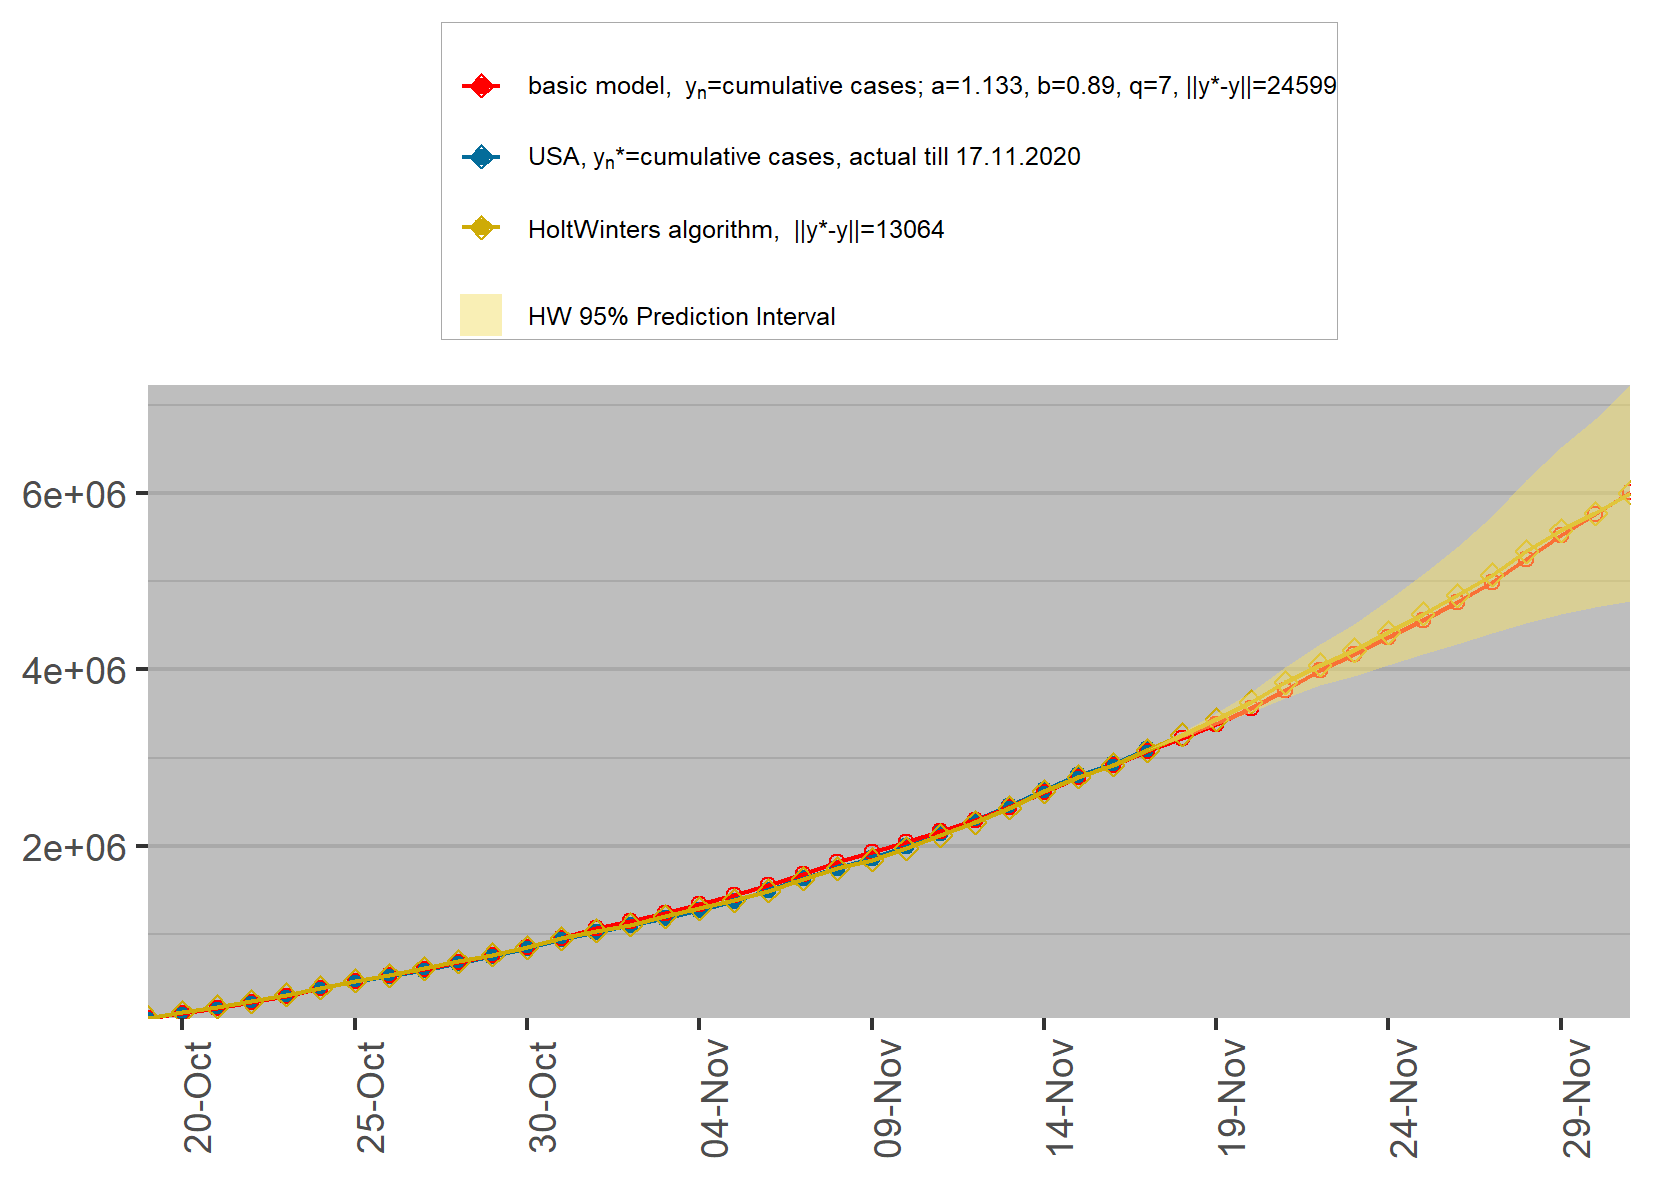 basic model,  yₙ=cumulative cases; a=1.133, b=0.89, q=7, ||y*-y||=24599
USA, yₙ*=cumulative cases, actual till 17.11.2020
HoltWinters algorithm,  ||y*-y||=13064
HW 95% Prediction Interval
6e+06
4e+06
2e+06
20-Oct
25-Oct
30-Oct
04-Nov
09-Nov
14-Nov
19-Nov
24-Nov
29-Nov